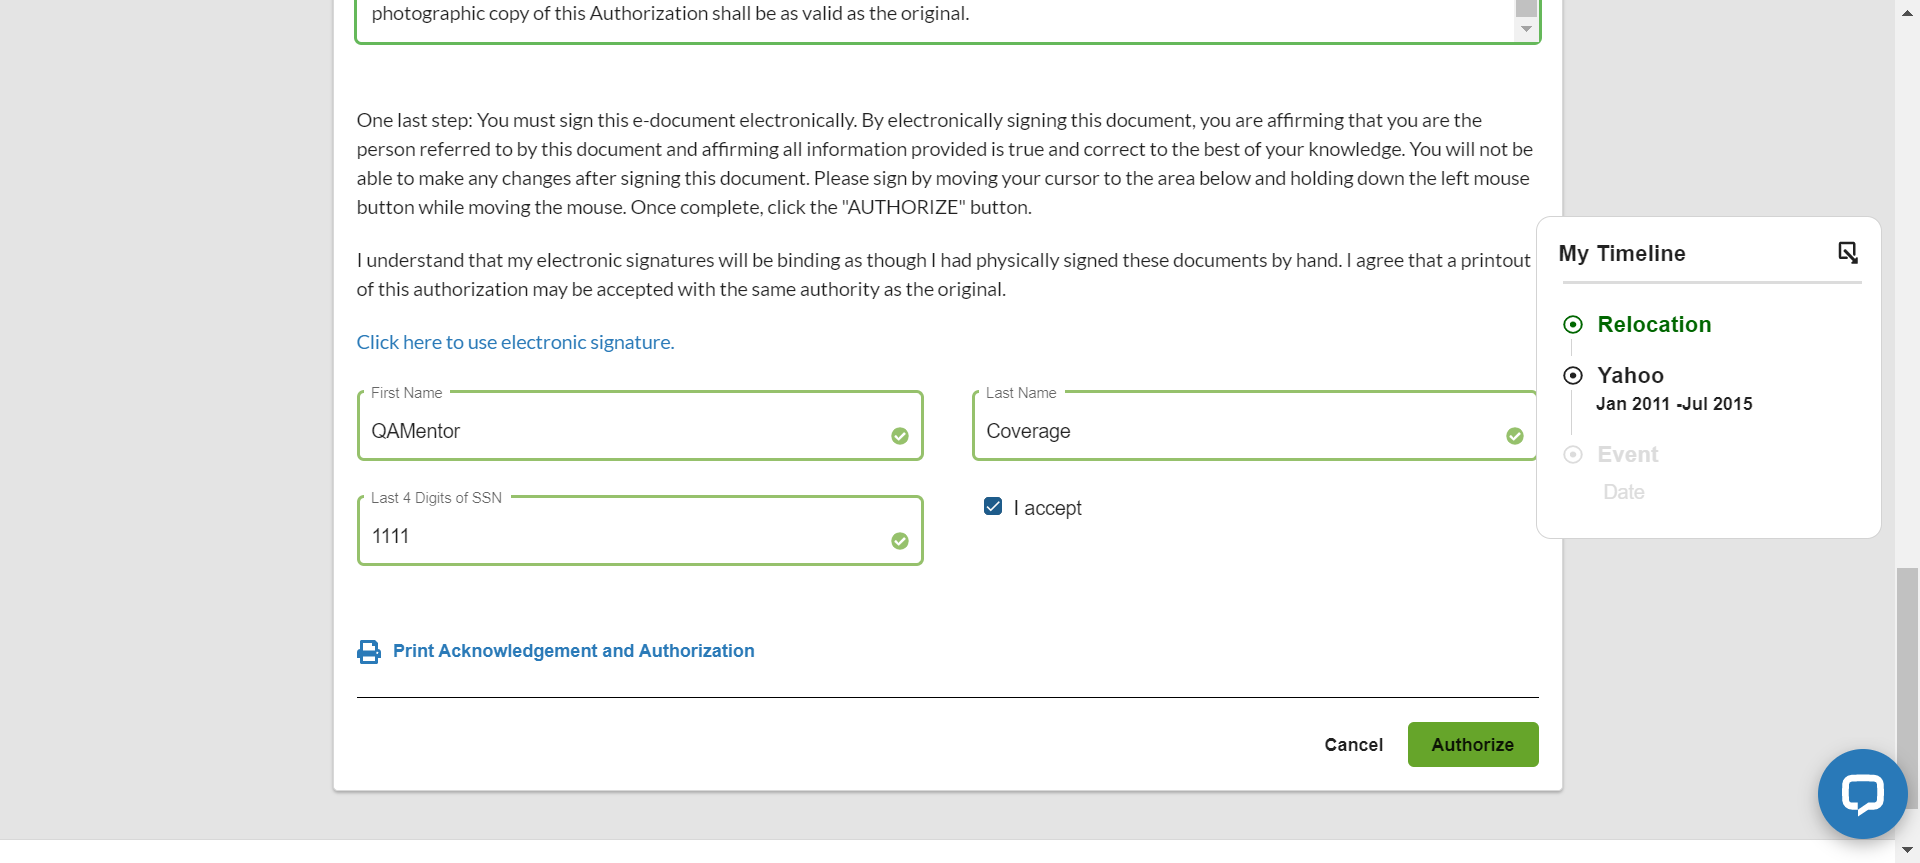 photographic copy of this Authorization shall be as valid as the original.
One last step: You must sign this e-document electronically. By electronically signing this document, you are affirming that you are the
person referred to by this document and affirming all information provided is true and correct to the best of your knowledge. You will not be
able to make any changes after signing this document. Please sign by moving your cursor to the area below and holding down the left mouse
button while moving the mouse. Once complete, click the "AUTHORIZE" button.
I understand that my electronic signatures will be binding as though I had physically signed these documents by hand. I agree that a printout
of this authorization may be accepted with the same authority as the original.
Click here to use electronic signature.
First Name
QAMentor
Last Name
Coverage
Last 4 Digits of SSN
1111
I accept
Print Acknowledgement and Authorization
Cancel
Authorize
My Timeline
Relocation
Yahoo
Jan 2011 -Jul 2015
Event
Date